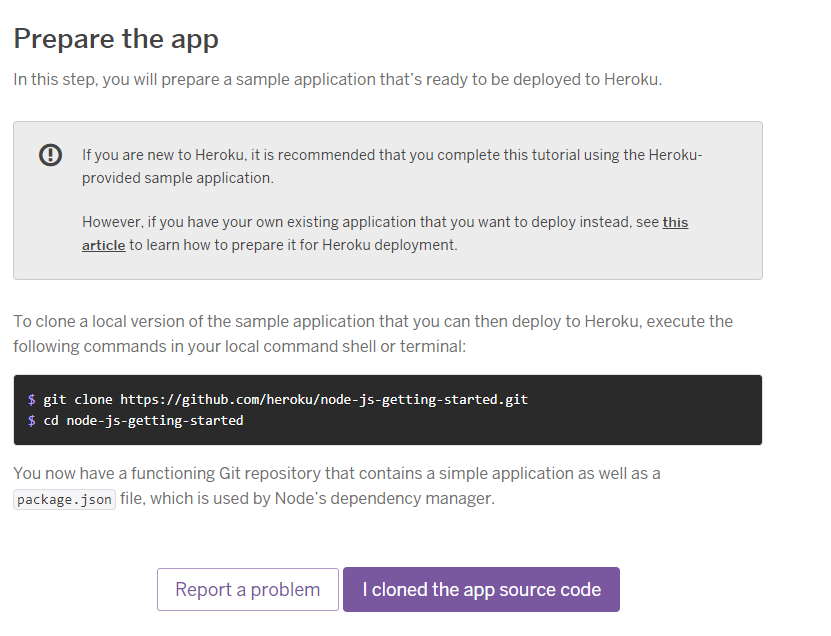 Prepare the app
In this step, you will prepare a sample application that’s ready to be deployed to Heroku.
If you are new to Heroku, it is recommended that you complete this tutorial using the Heroku-
provided sample application.
However, if you have your own existing application that you want to deploy instead, see this
article to learn how to prepare it for Heroku deployment.
To clone a local version of the sample application that you can then deploy to Heroku, execute the
following commands in your local command shell or terminal:
$ git clone https://github.com/heroku/node-js-getting-started.git
$ cd node-js-getting-started
You now have a functioning Git repository that contains a simple application as well as a
package.json file, which is used by Node’s dependency manager.
Report a problem
I cloned the app source code